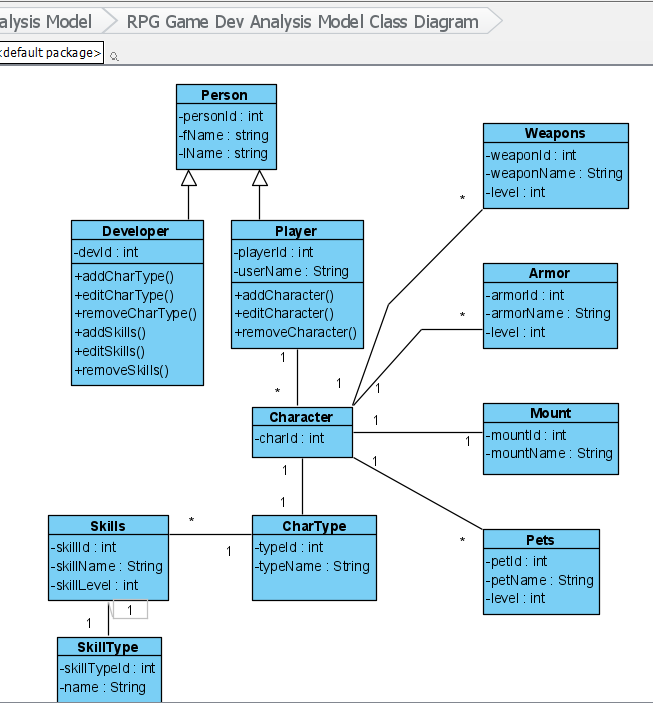 alysis Model
RPG Game Dev Analysis Model Class Diagram
<default package>
Person
-personId : int
-fName : string
-lName : string
Weapons
-weaponId : int
-weaponName : String
-level : int
*
Developer
-devId : int
+addCharType()
+editCharType()
+removeCharType()
+addSkills()
+editSkills()
+removeSkills()
Player
-playerId : int
-userName : String
+addCharacter()
+editCharacter()
+removeCharacter()
Armor
-armorId : int
-armorName : String
-level : int
*
1
*
1
1
Character
-charId : int
1
1
Mount
-mountId : int
-mountName : String
1
1
1
*
Skills
-skillId : int
-skillName : String
-skillLevel : int
*
1
CharType
-typeId : int
-typeName : String
Pets
-petId : int
-petName : String
-level : int
1
1
SkillType
-skillTypeId : int
-name : String